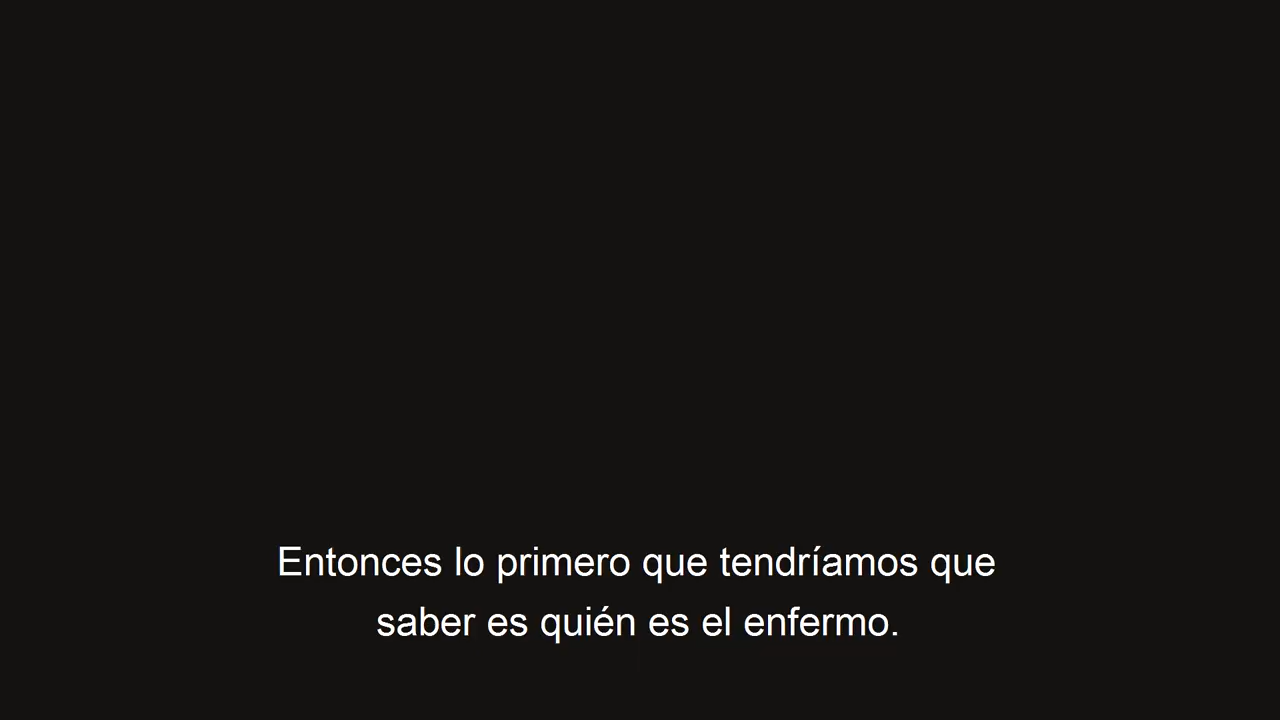 Entonces lo primero que tendríamos que
saber es quién es el enfermo.